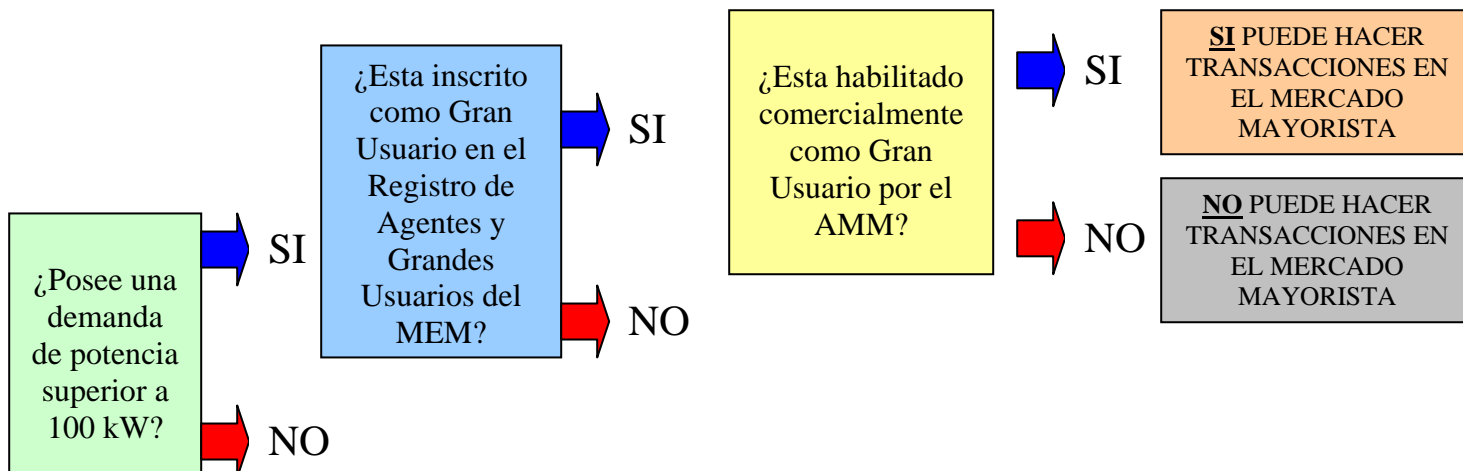 ¿Posee una
demanda
de potencia
superior a
100 kW?
SI
NO
¿Esta inscrito
como Gran
Usuario en el
Registro de
Agentes y
Grandes
Usuarios del
MEM?
SI
NO
¿Esta habilitado
comercialmente
como Gran
Usuario por el
AMM?
SI
NO
SI PUEDE HACER
TRANSACCIONES EN
EL MERCADO
MAYORISTA
NO PUEDE HACER
TRANSACCIONES EN
EL MERCADO
MAYORISTA